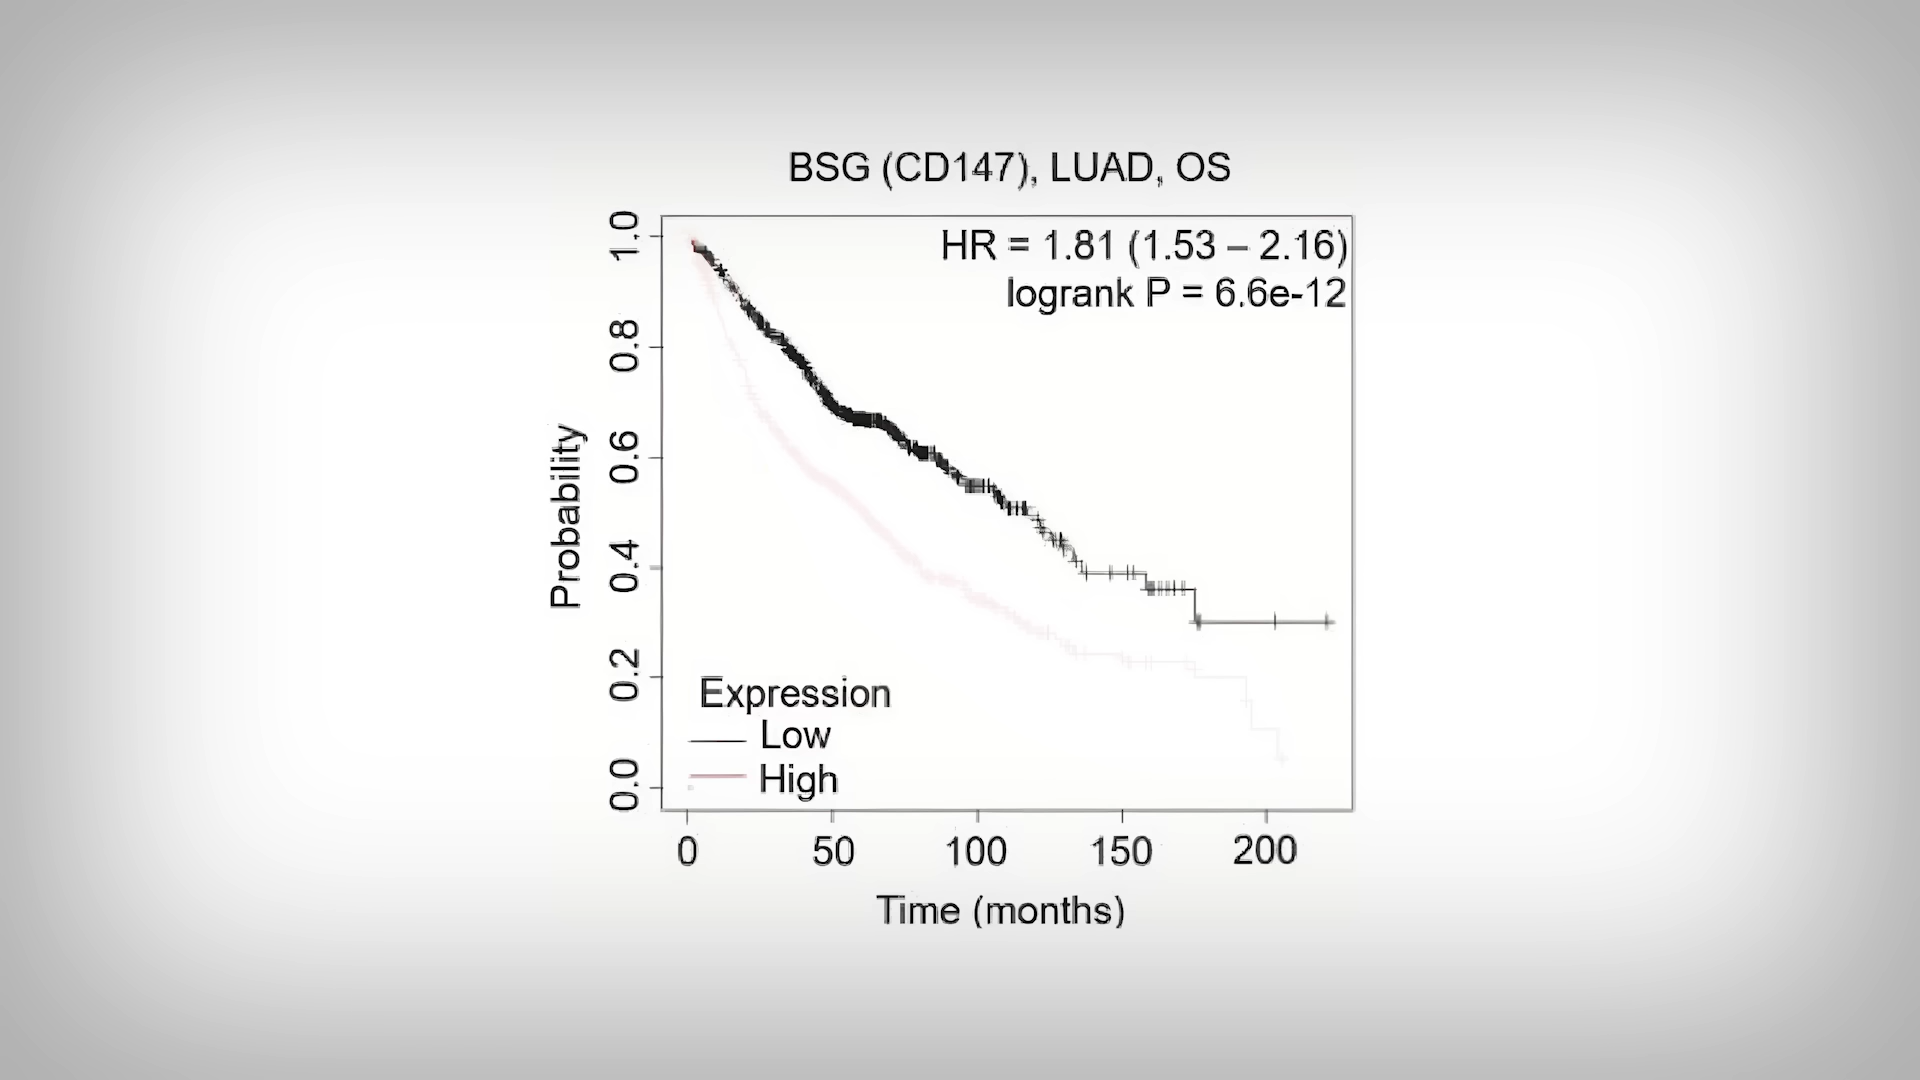 BSG (CD147), LUAD, OS
HR = 1.81 (1.53 – 2.16)
logrank P = 6.6e-12
Probability
1.0
0.8
0.6
0.4
0.2
0.0
Expression
Low
High
0 50 100 150 200
Time (months)